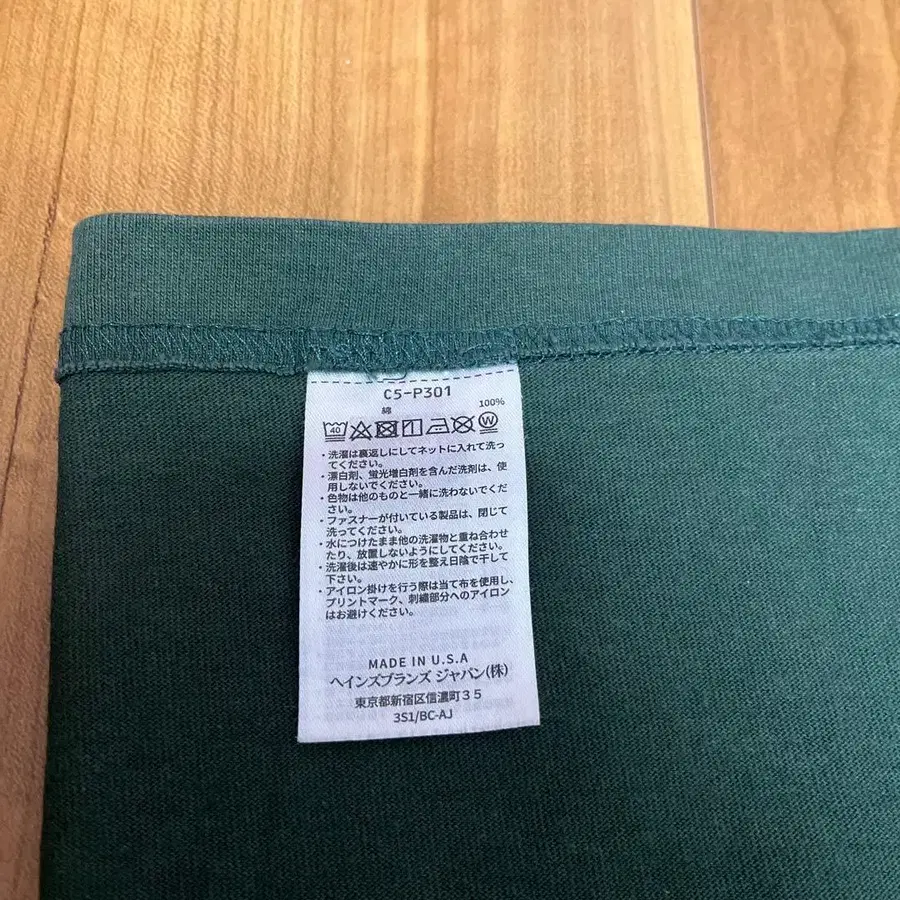 C5-P301
綿 100%
40 W
・洗濯は裏返しにしてネットに入れて洗っ
てください。
・漂白剤、蛍光増白剤を含んだ洗剤は、使
用しないでください。
・色物は他のものと一緒に洗わないでくだ
さい。
・ファスナーが付いている製品は、閉じて
洗ってください。
・水につけたまま他の洗濯物と重ね合わせ
たり、放置しないようにしてください。
・洗濯後は速やかに形を整え日陰で干して
下さい。
・アイロン掛けを行う際は当て布を使用し、
プリントマーク、刺繍部分へのアイロン
はお避けください。
MADE IN U.S.A
ヘインズブランズ ジャパン(株)
東京都新宿区信濃町35
3S1/BC-AJ